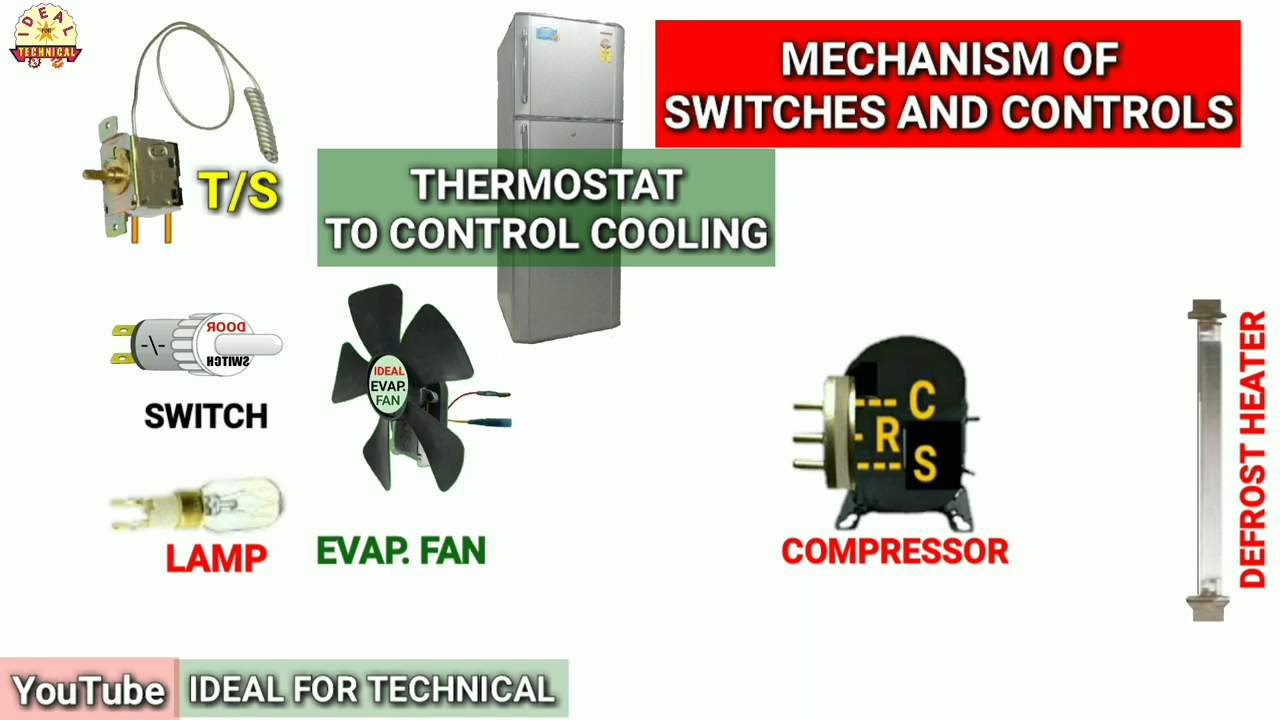 IDEAL
FOR
TECHNICAL
MECHANISM OF
SWITCHES AND CONTROLS
T/S
THERMOSTAT
TO CONTROL COOLING
DOOR
SWITCH
-\-
SWITCH
IDEAL
EVAP.
FAN
C
R
S
LAMP
EVAP. FAN
COMPRESSOR
DEFROST HEATER
YouTube
IDEAL FOR TECHNICAL